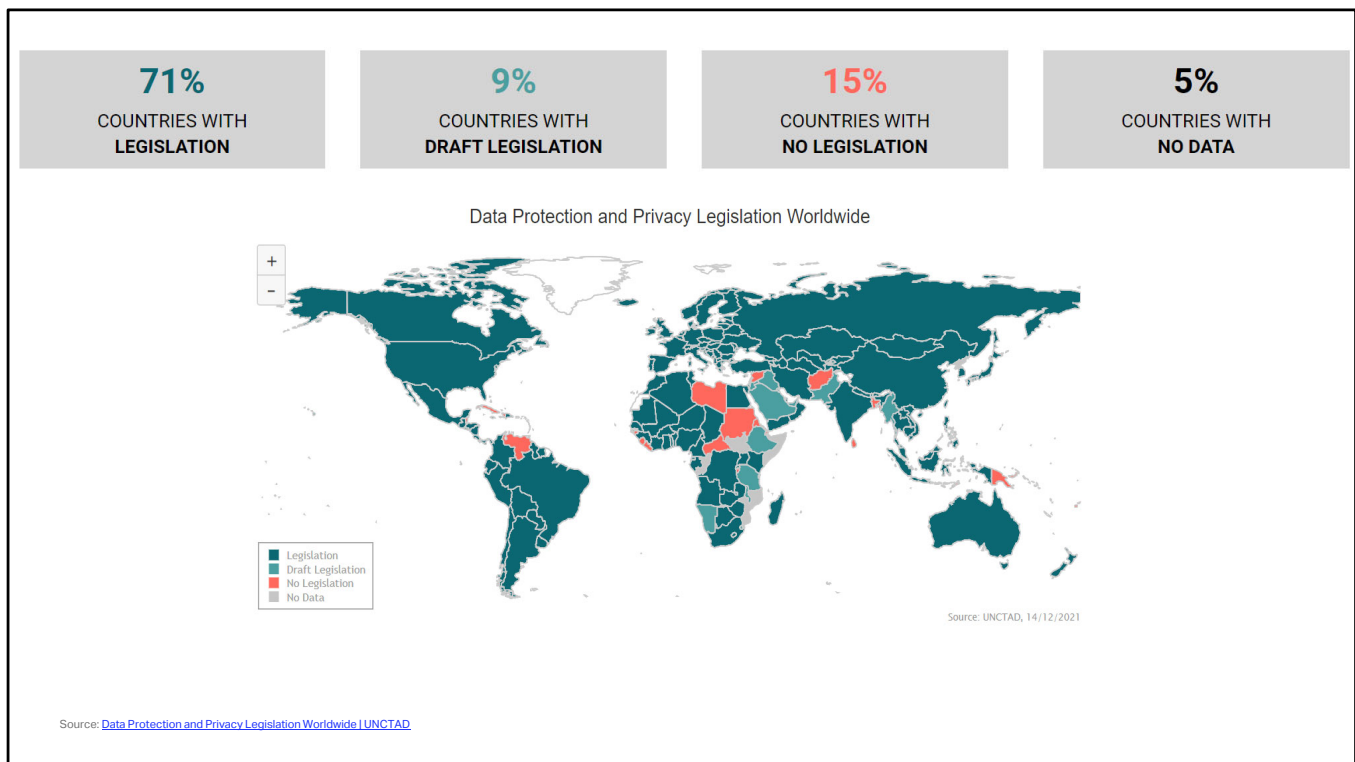 71%
COUNTRIES WITH
LEGISLATION
9%
COUNTRIES WITH
DRAFT LEGISLATION
15%
COUNTRIES WITH
NO LEGISLATION
5%
COUNTRIES WITH
NO DATA
Data Protection and Privacy Legislation Worldwide
+
-
Legislation
Draft Legislation
No Legislation
No Data
Source: UNCTAD, 14/12/2021
Source: Data Protection and Privacy Legislation Worldwide | UNCTAD